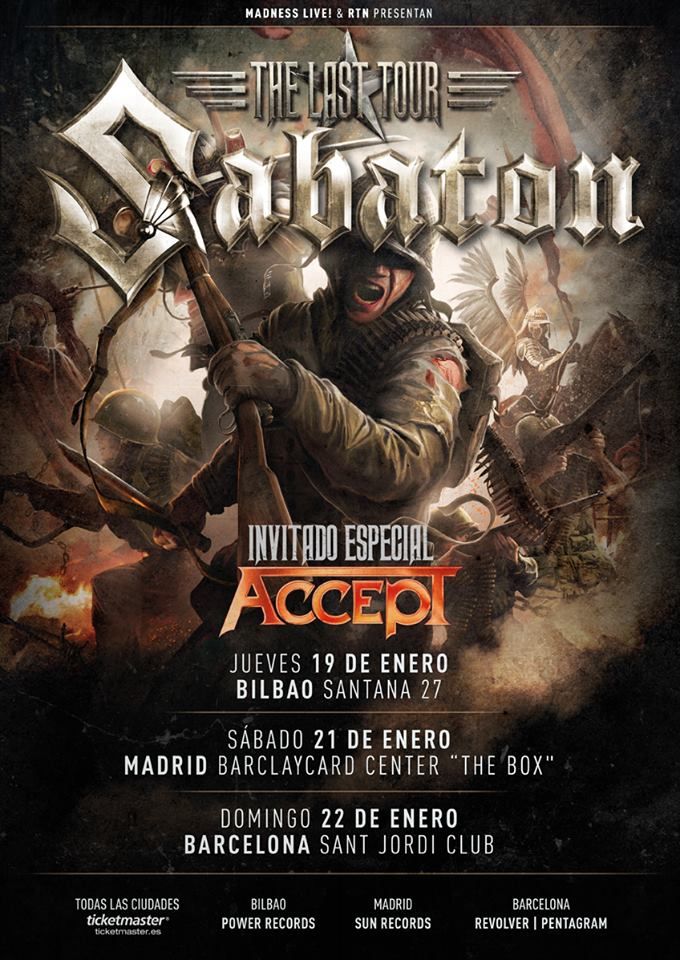 MADNESS LIVE! & RTN PRESENTAN
THE LAST TOUR
Sabaton
INVITADO ESPECIAL
ACCEPT
JUEVES 19 DE ENERO
BILBAO SANTANA 27
SÁBADO 21 DE ENERO
MADRID BARCLAYCARD CENTER “THE BOX"
DOMINGO 22 DE ENERO
BARCELONA SANT JORDI CLUB
TODAS LAS CIUDADES
ticketmaster®
ticketmaster.es
BILBAO
POWER RECORDS
MADRID
SUN RECORDS
BARCELONA
REVOLVER | PENTAGRAM